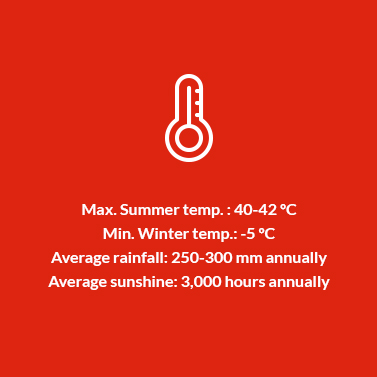 Max. Summer temp. : 40-42 ºC
Min. Winter temp.: -5 ºC
Average rainfall: 250-300 mm annually
Average sunshine: 3,000 hours annually